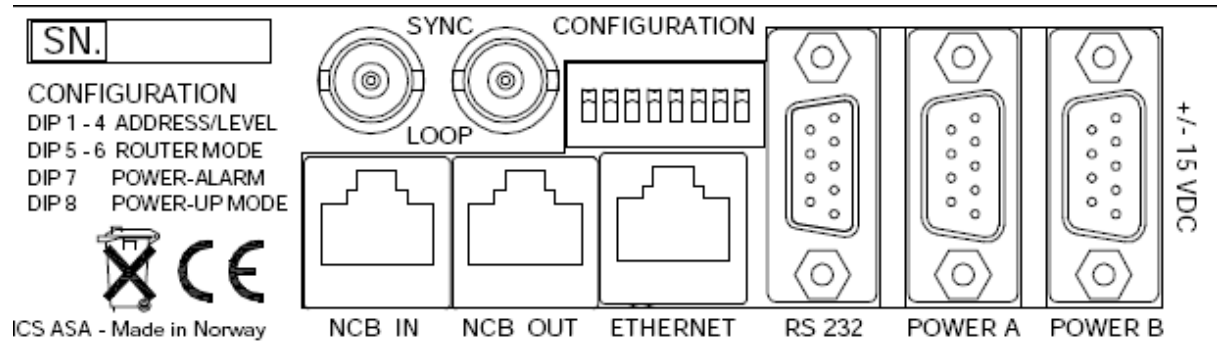 SN.
CONFIGURATION
DIP 1 - 4 ADDRESS/LEVEL
DIP 5 - 6 ROUTER MODE
DIP 7 POWER-ALARM
DIP 8 POWER-UP MODE
CE
ICS ASA - Made in Norway
SYNC
LOOP
CONFIGURATION
NCB IN
NCB OUT
ETHERNET
RS 232
POWER A
POWER B
+/- 15 VDC